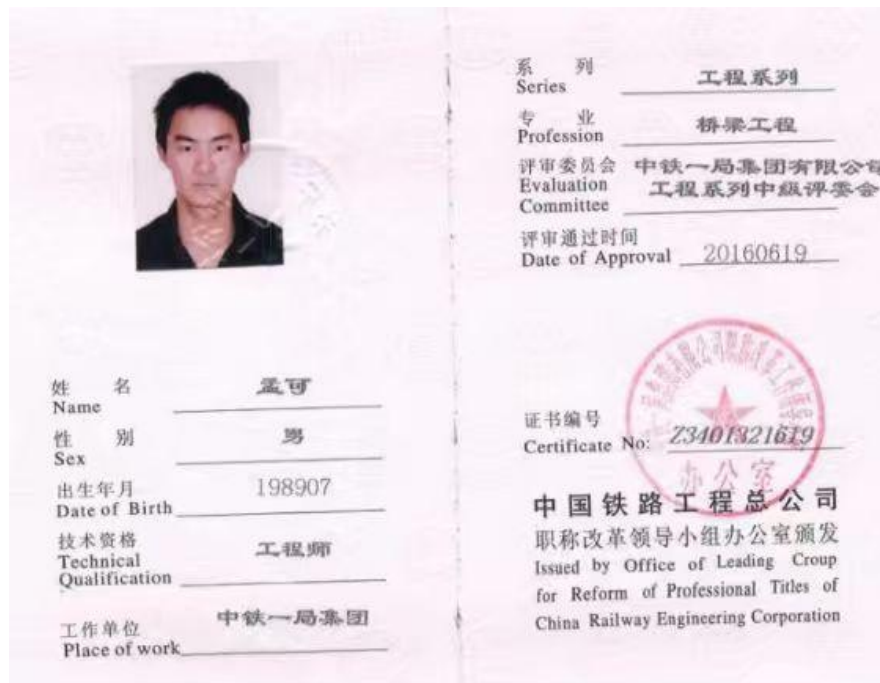 姓 名
Name
孟可
性 别
Sex
男
出生年月
Date of Birth
198907
技术资格
Technical
Qualification
工程师
工作单位
Place of work
中铁一局集团
系 列
Series
工程系列
专 业
Profession
桥梁工程
评审委员会
Evaluation
Committee
中铁一局集团有限公司
工程系列中级评委会
评审通过时间
Date of Approval
20160619
证书编号
Certificate No:
Z3401321619
办公室
中国铁路工程总公司
职称改革领导小组办公室颁发
Issued by Office of Leading Croup
for Reform of Professional Titles of
China Railway Engineering Corporation